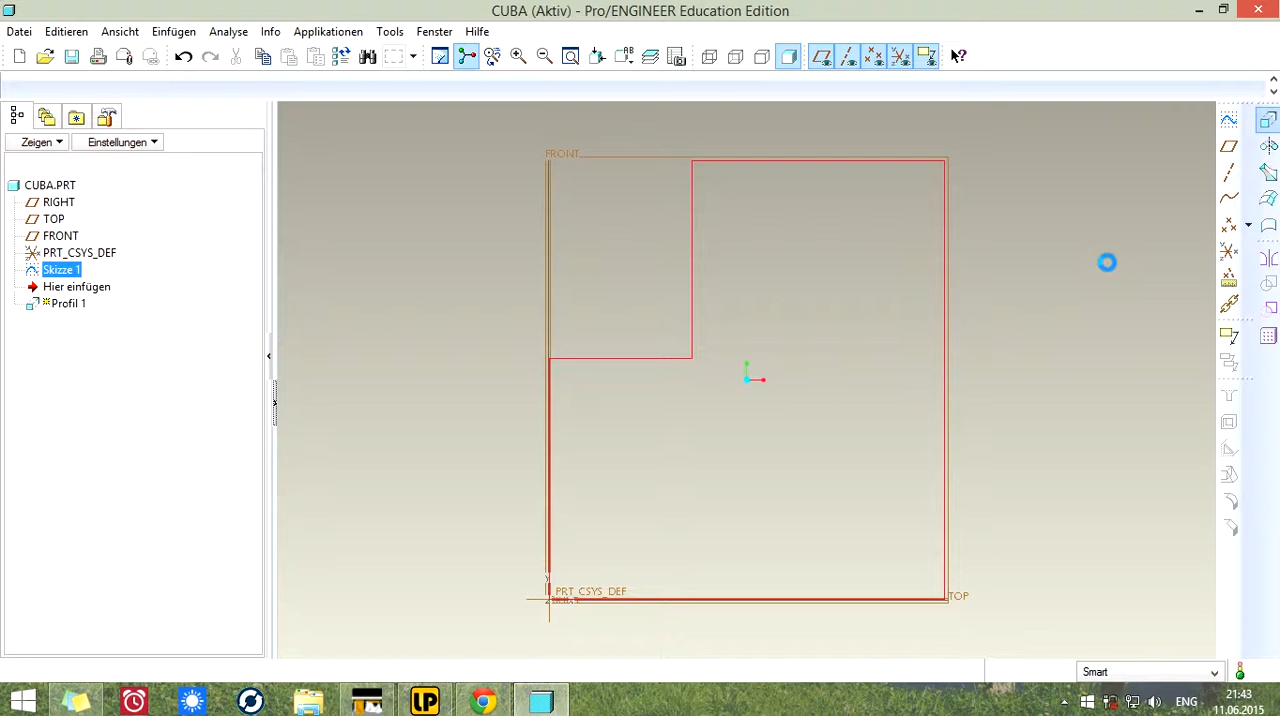 CUBA (Aktiv) - Pro/ENGINEER Education Edition
Datei Editieren Ansicht Einfügen Analyse Info Applikationen Tools Fenster Hilfe
Zeigen Einstellungen
CUBA.PRT
RIGHT
TOP
FRONT
PRT_CSYS_DEF
Skizze 1
Hier einfügen
Profil 1
FRONT
PRT_CSYS_DEF
TOP
Smart
LP
ENG
21:43
11.06.2015